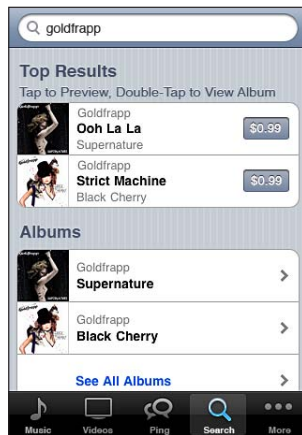 goldfrapp
Top Results
Tap to Preview, Double-Tap to View Album
Goldfrapp
Ooh La La
Supernature
$0.99
Goldfrapp
Strict Machine
Black Cherry
$0.99
Albums
Goldfrapp
Supernature
Goldfrapp
Black Cherry
See All Albums
Music Videos Ping Search More